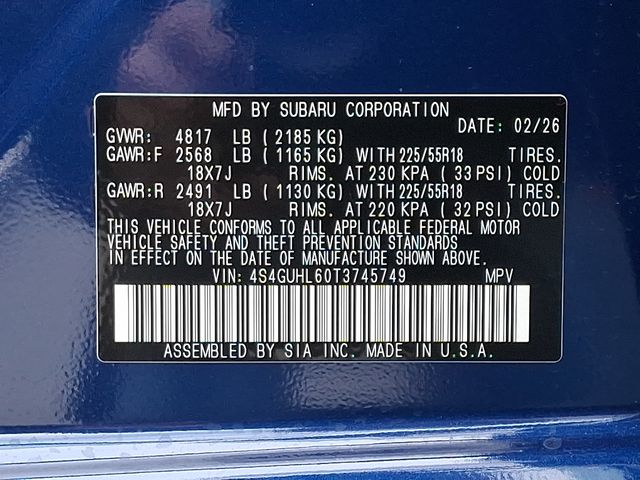 MFD BY SUBARU CORPORATION
DATE: 02/26
GVWR: 4817 LB (2185 KG)
GAWR:F 2568 LB (1165 KG) WITH 225/55R18 TIRES.
18X7J RIMS. AT 230 KPA (33 PSI) COLD
GAWR:R 2491 LB (1130 KG) WITH 225/55R18 TIRES.
18X7J RIMS. AT 220 KPA (32 PSI) COLD
THIS VEHICLE CONFORMS TO ALL APPLICABLE FEDERAL MOTOR
VEHICLE SAFETY AND THEFT PREVENTION STANDARDS
IN EFFECT ON THE DATE OF MANUFACTURE SHOWN ABOVE.
VIN: 4S4GUHL60T3745749 MPV
ASSEMBLED BY SIA INC. MADE IN U.S.A.